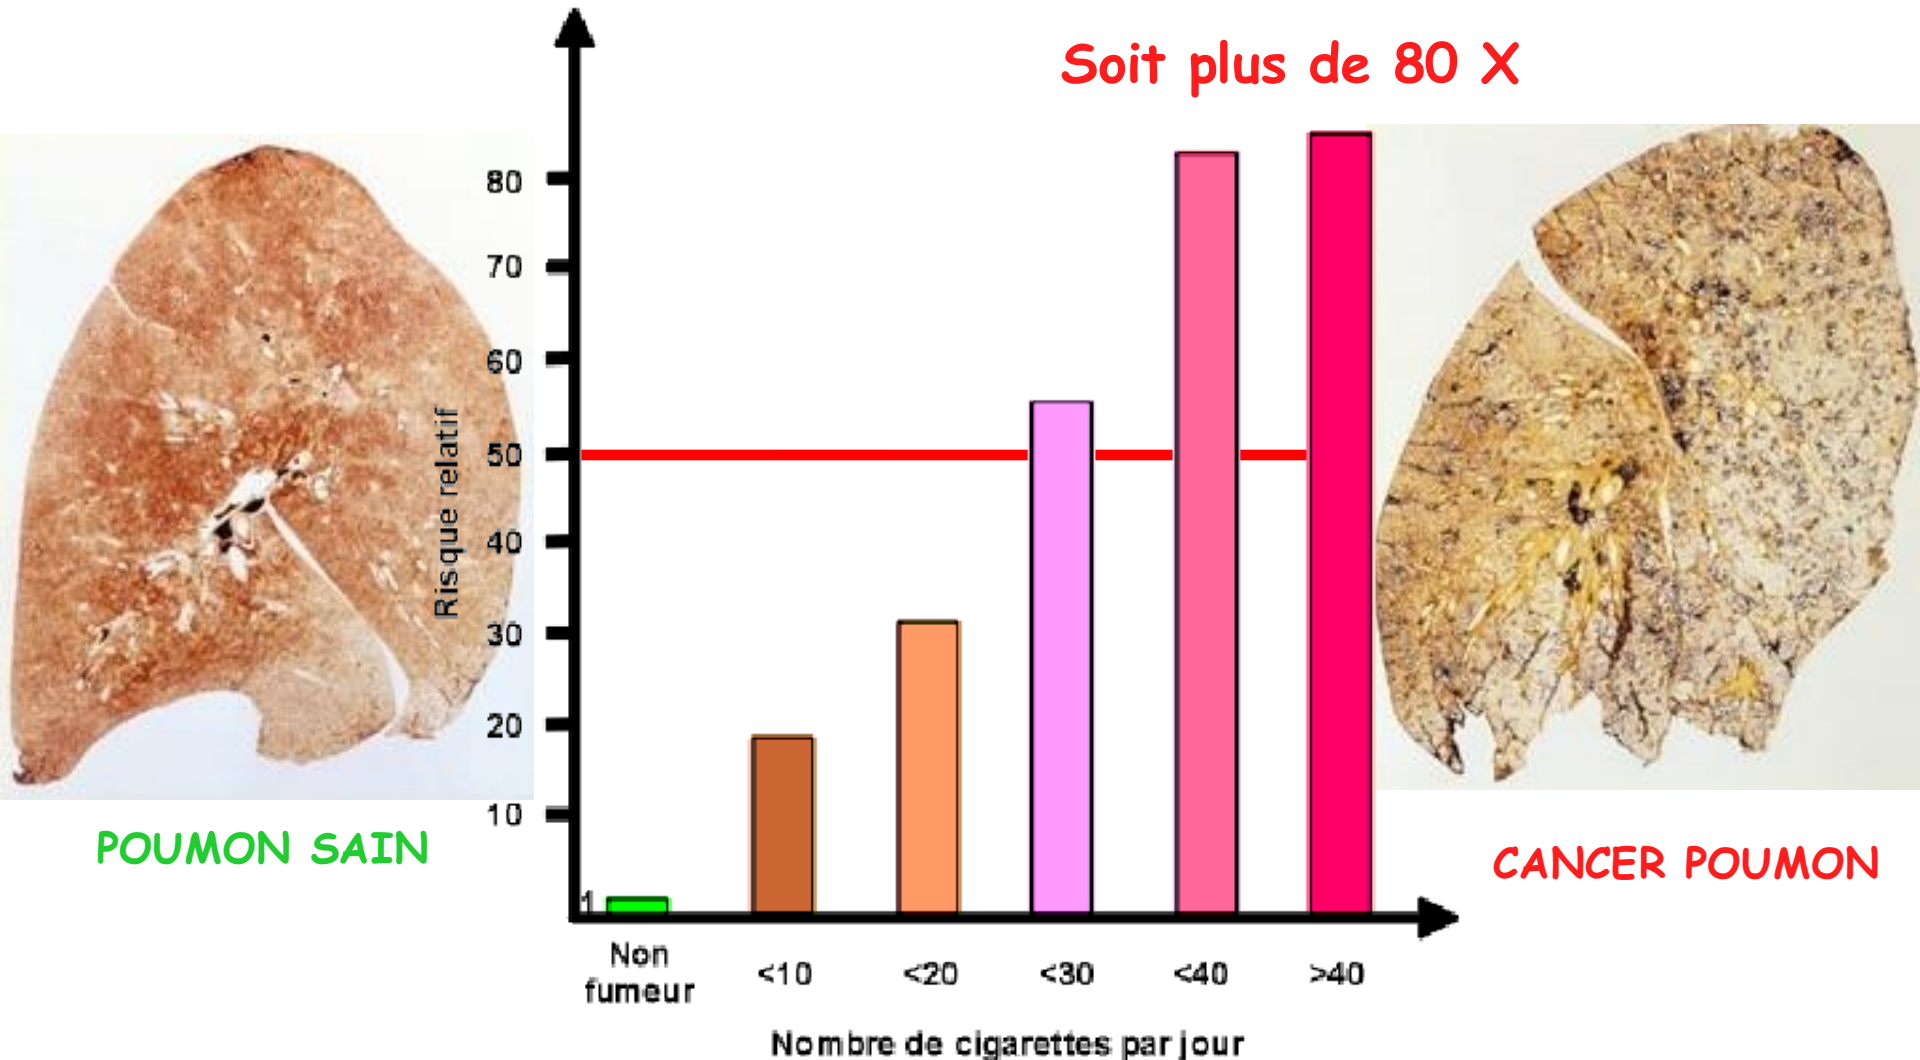 Soit plus de 80 X
80
70
60
50
40
30
20
10
1
Risque relatif
POUMON SAIN
CANCER POUMON
Non
fumeur
<10
<20
<30
<40
>40
Nombre de cigarettes par jour